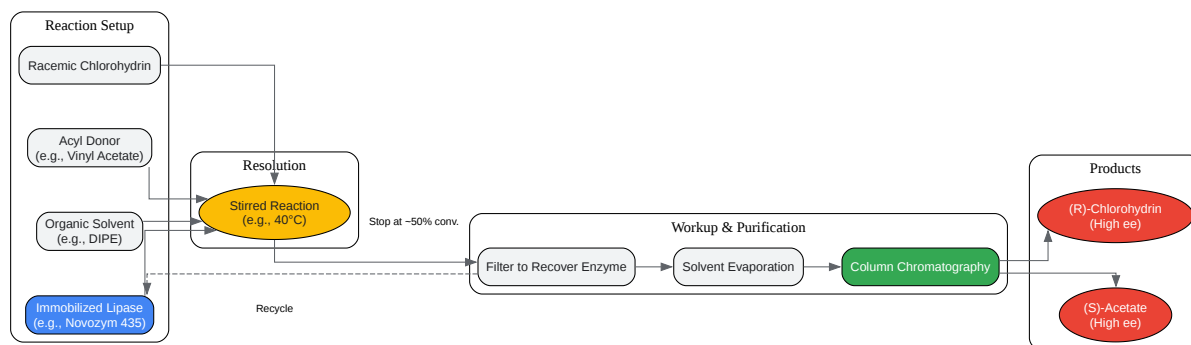 Reaction Setup
Racemic Chlorohydrin
Acyl Donor
(e.g., Vinyl Acetate)
Organic Solvent
(e.g., DIPE)
Immobilized Lipase
(e.g., Novozym 435)
Resolution
Stirred Reaction
(e.g., 40°C)
Stop at ~50% conv.
Recycle
Workup & Purification
Filter to Recover Enzyme
Solvent Evaporation
Column Chromatography
Products
(R)-Chlorohydrin
(High ee)
(S)-Acetate
(High ee)